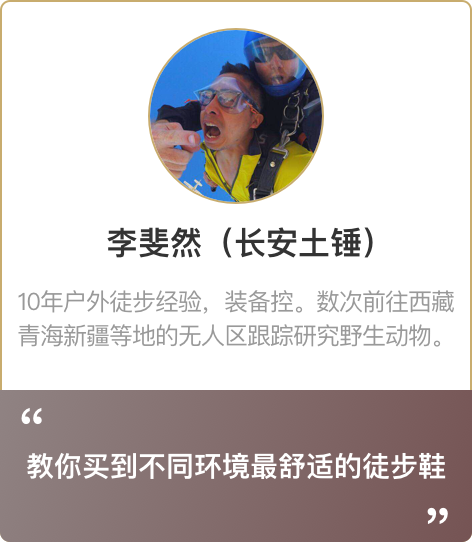 李斐然（长安土锤）
10年户外徒步经验，装备控。数次前往西藏
青海新疆等地的无人区跟踪研究野生动物。
“
教你买到不同环境最舒适的徒步鞋
”